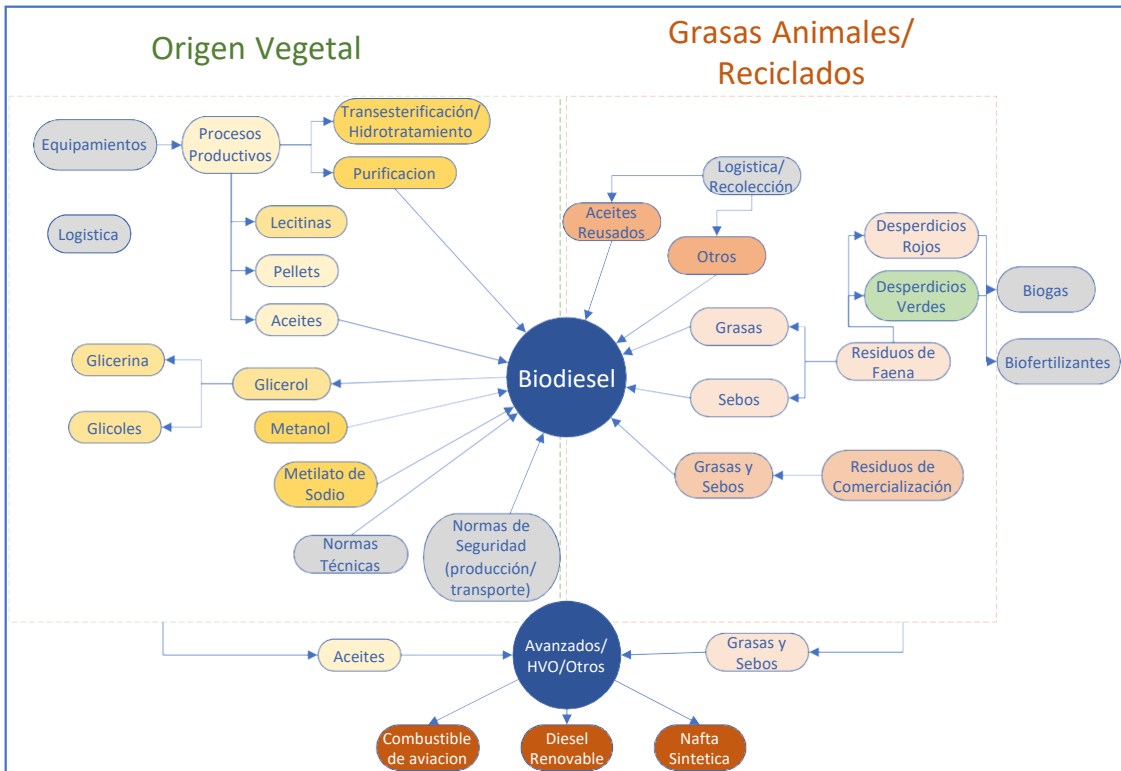 Origen Vegetal
Grasas Animales/
Reciclados
Equipamientos
Procesos
Productivos
Transesterificación/
Hidrotratamiento
Purificacion
Logistica
Lecitinas
Pellets
Aceites
Glicerina
Glicerol
Glicoles
Metanol
Metilato de
Sodio
Normas
Técnicas
Normas de
Seguridad
(producción/
transporte)
Biodiesel
Logistica/
Recolección
Aceites
Reusados
Otros
Desperdicios
Rojos
Desperdicios
Verdes
Biogas
Grasas
Residuos de
Faena
Biofertilizantes
Sebos
Grasas y
Sebos
Residuos de
Comercialización
Aceites
Avanzados/
HVO/Otros
Grasas y
Sebos
Combustible
de aviacion
Diesel
Renovable
Nafta
Sintetica